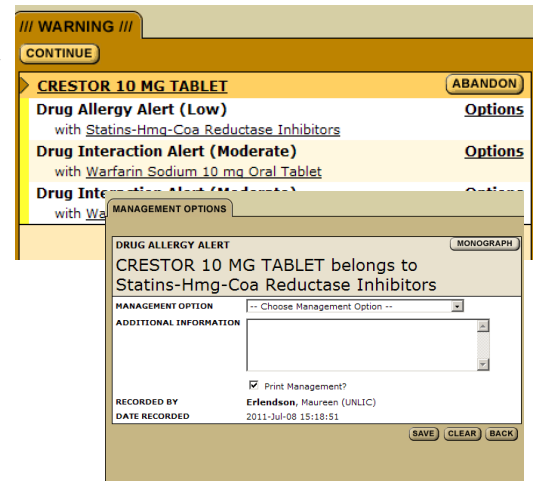 /// WARNING ///
CONTINUE
CRESTOR 10 MG TABLET ABANDON
Drug Allergy Alert (Low) Options
with Statins-Hmg-Coa Reductase Inhibitors
Drug Interaction Alert (Moderate) Options
with Warfarin Sodium 10 mg Oral Tablet
Drug
with
MANAGEMENT OPTIONS
DRUG ALLERGY ALERT MONOGRAPH
CRESTOR 10 MG TABLET belongs to
Statins-Hmg-Coa Reductase Inhibitors
MANAGEMENT OPTION -- Choose Management Option --
ADDITIONAL INFORMATION
Print Management?
RECORDED BY Erlendson, Maureen (UNLIC)
DATE RECORDED 2011-Jul-08 15:18:51
SAVE CLEAR BACK